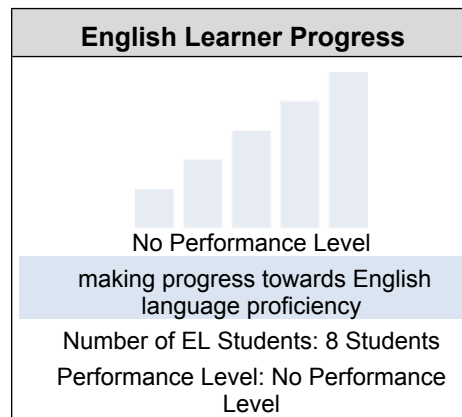 English Learner Progress
No Performance Level
making progress towards English
language proficiency
Number of EL Students: 8 Students
Performance Level: No Performance
Level